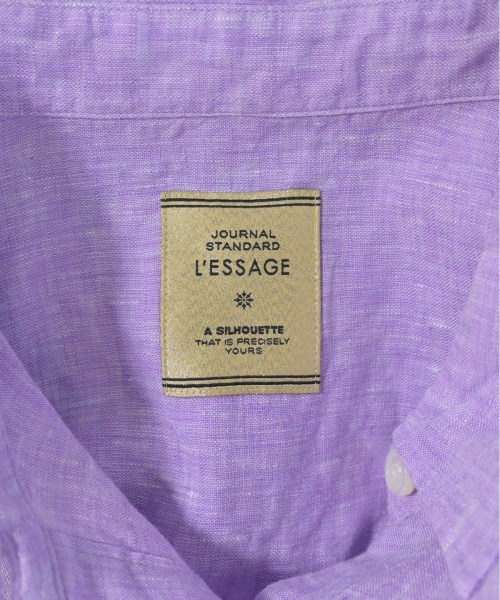 JOURNAL
STANDARD
L'ESSAGE
A SILHOUETTE
THAT IS PRECISELY
YOURS